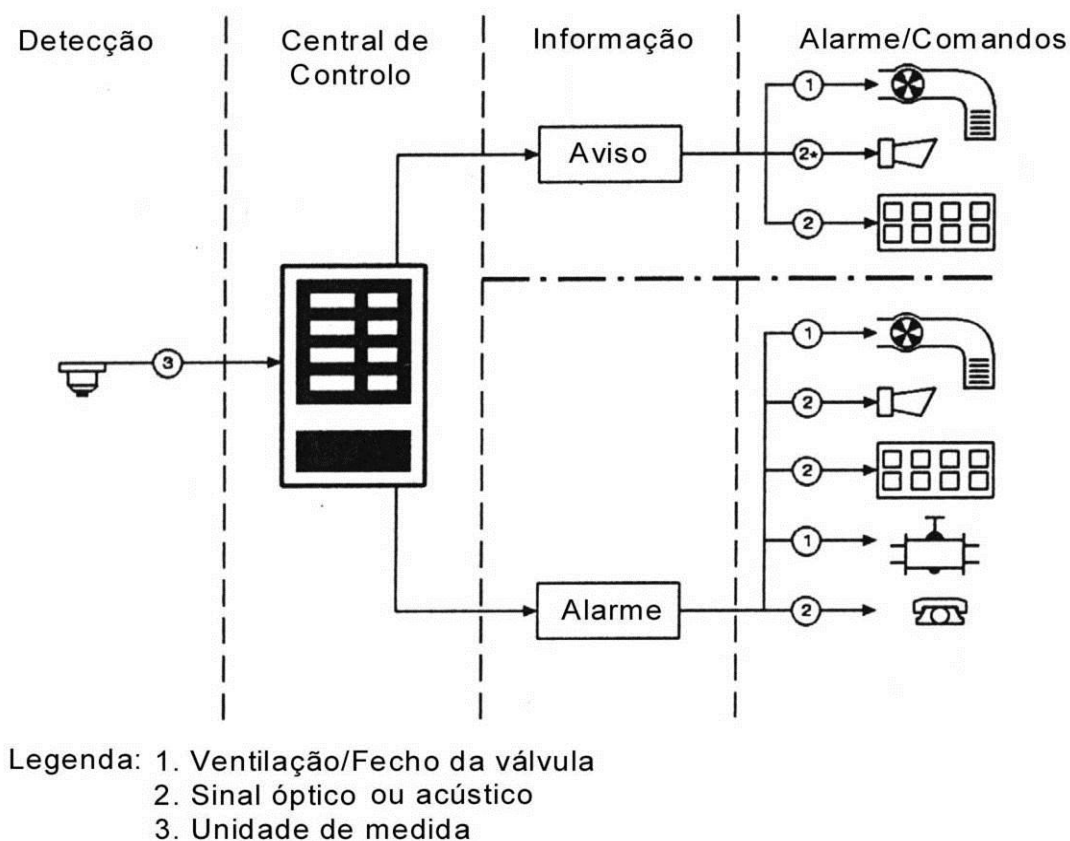 Detecção
Central de
Controlo
Informação
Alarme/Comandos
1
Aviso
2*
2
3
1
2
2
1
Alarme
2
Legenda: 1. Ventilação/Fecho da válvula
2. Sinal óptico ou acústico
3. Unidade de medida